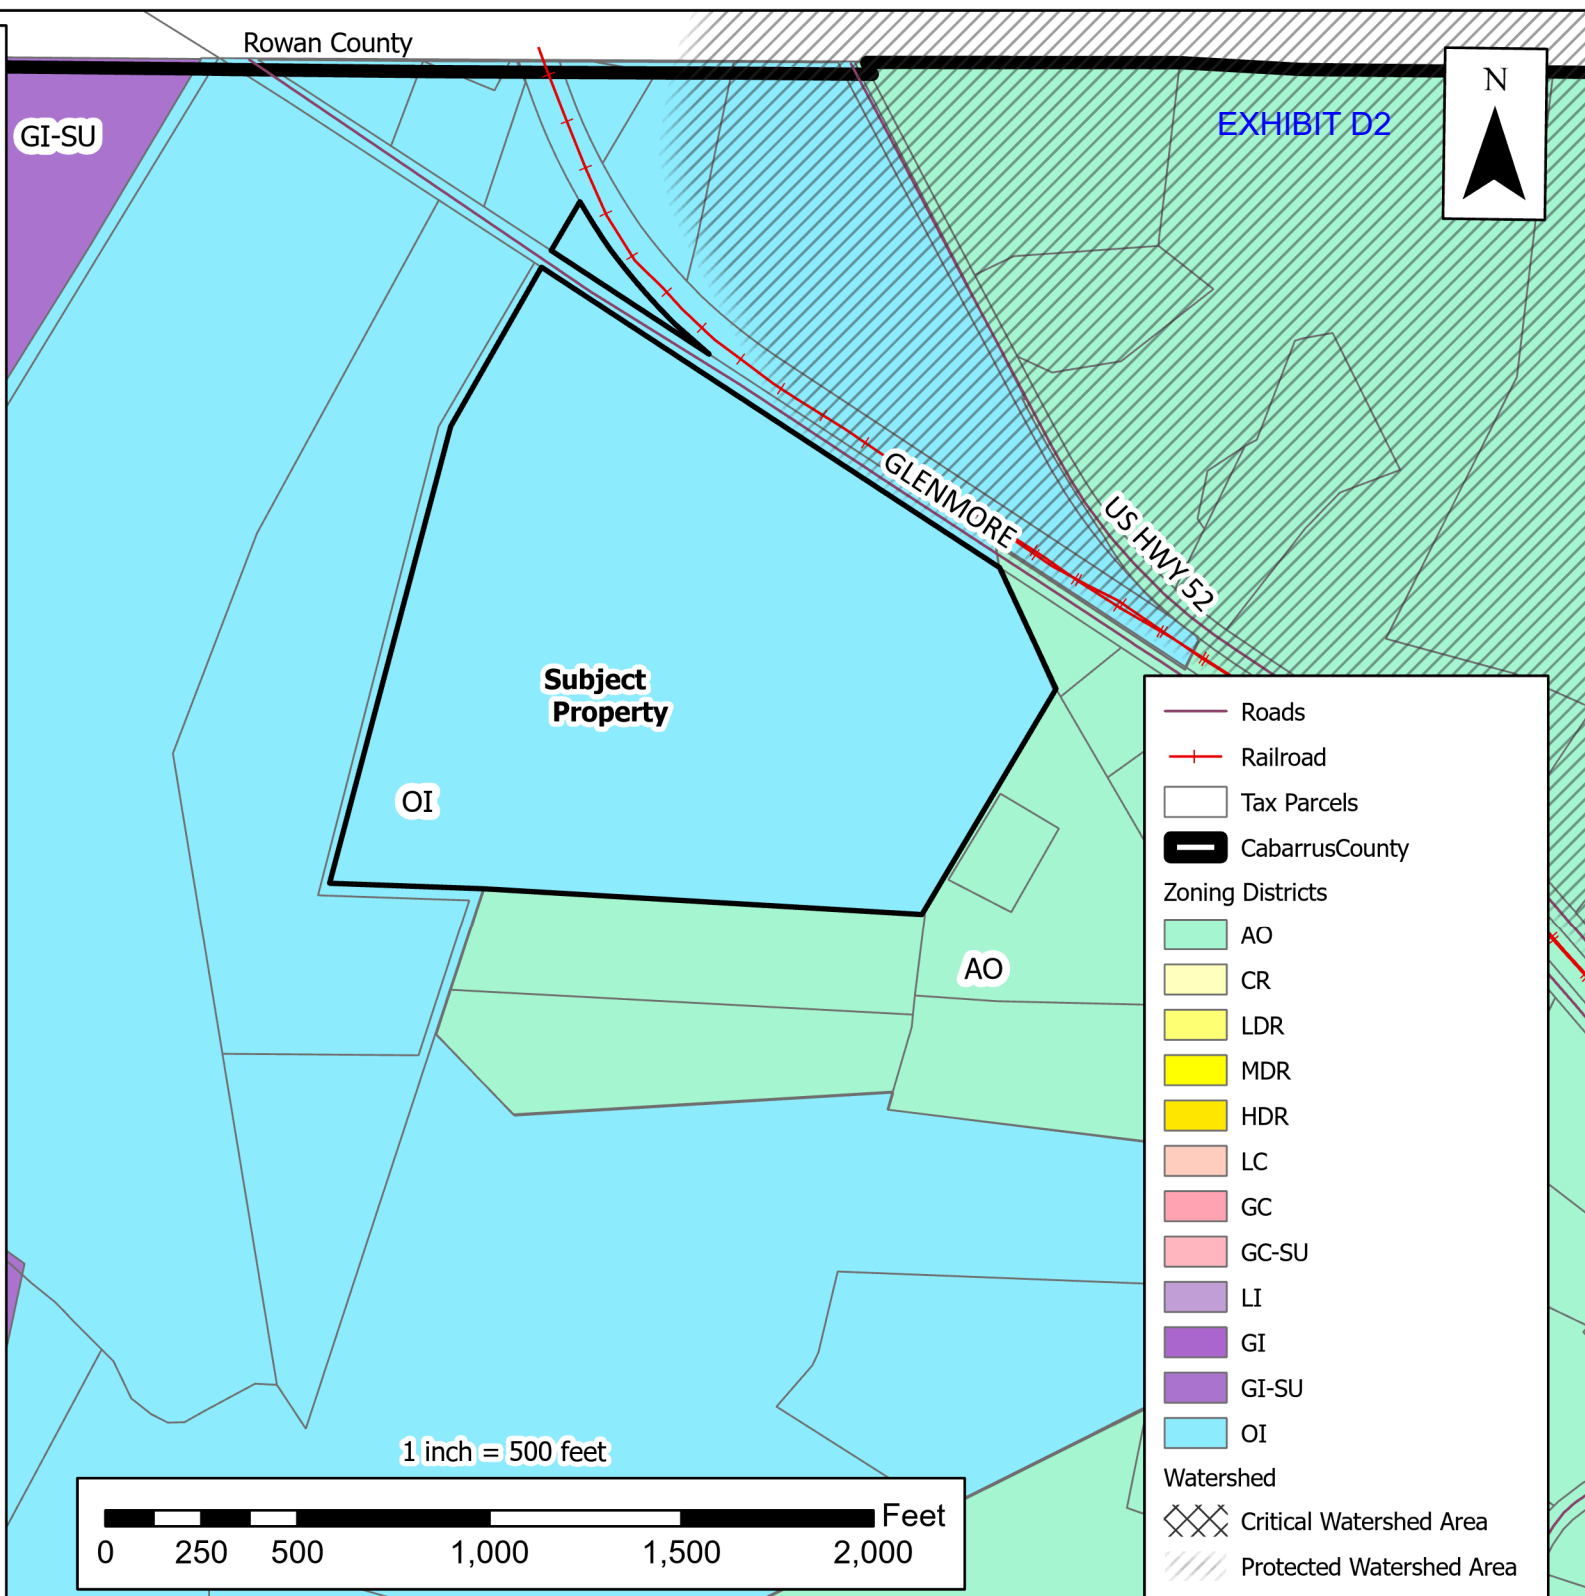 Rowan County
EXHIBIT D2
N
GI-SU
GLENMORE
US HWY 52
Subject
Property
OI
AO
Roads
Railroad
Tax Parcels
CabarrusCounty
Zoning Districts
AO
CR
LDR
MDR
HDR
LC
GC
GC-SU
LI
GI
GI-SU
OI
Watershed
Critical Watershed Area
Protected Watershed Area
1 inch = 500 feet
Feet
0 250 500 1,000 1,500 2,000